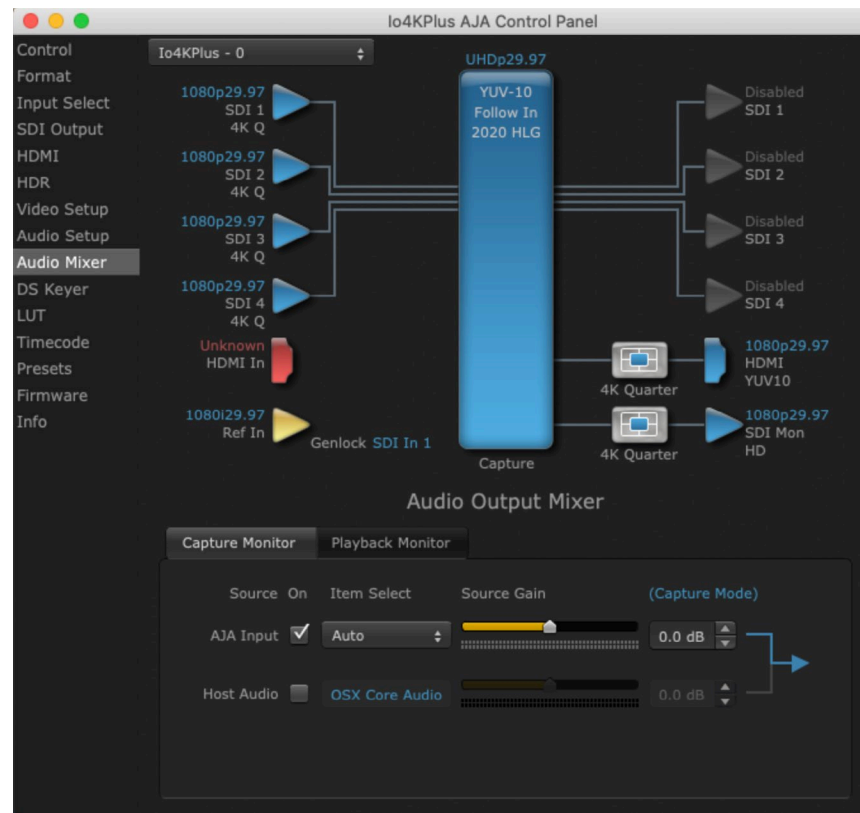 Io4KPlus AJA Control Panel
Control
Format
Input Select
SDI Output
HDMI
HDR
Video Setup
Audio Setup
Audio Mixer
DS Keyer
LUT
Timecode
Presets
Firmware
Info
Io4KPlus - 0
1080p29.97
SDI 1
4K Q
1080p29.97
SDI 2
4K Q
1080p29.97
SDI 3
4K Q
1080p29.97
SDI 4
4K Q
Unknown
HDMI In
1080i29.97
Ref In
Genlock SDI In 1
UHDp29.97
YUV-10
Follow In
2020 HLG
Capture
Disabled
SDI 1
Disabled
SDI 2
Disabled
SDI 3
Disabled
SDI 4
4K Quarter
1080p29.97
HDMI
YUV10
4K Quarter
1080p29.97
SDI Mon
HD
Audio Output Mixer
Capture Monitor
Playback Monitor
Source On Item Select Source Gain (Capture Mode)
AJA Input Auto 0.0 dB
Host Audio OSX Core Audio 0.0 dB